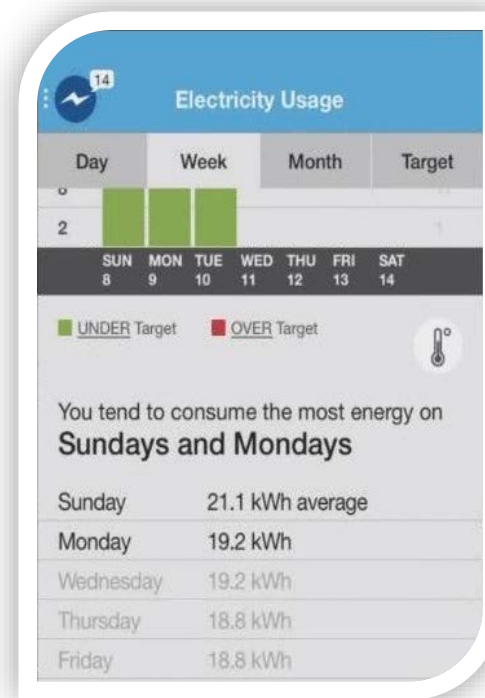 14
Electricity Usage
Day Week Month Target
2
SUN MON TUE WED THU FRI SAT
8 9 10 11 12 13 14
UNDER Target OVER Target
You tend to consume the most energy on
Sundays and Mondays
Sunday 21.1 kWh average
Monday 19.2 kWh
Wednesday 19.2 kWh
Thursday 18.8 kWh
Friday 18.8 kWh